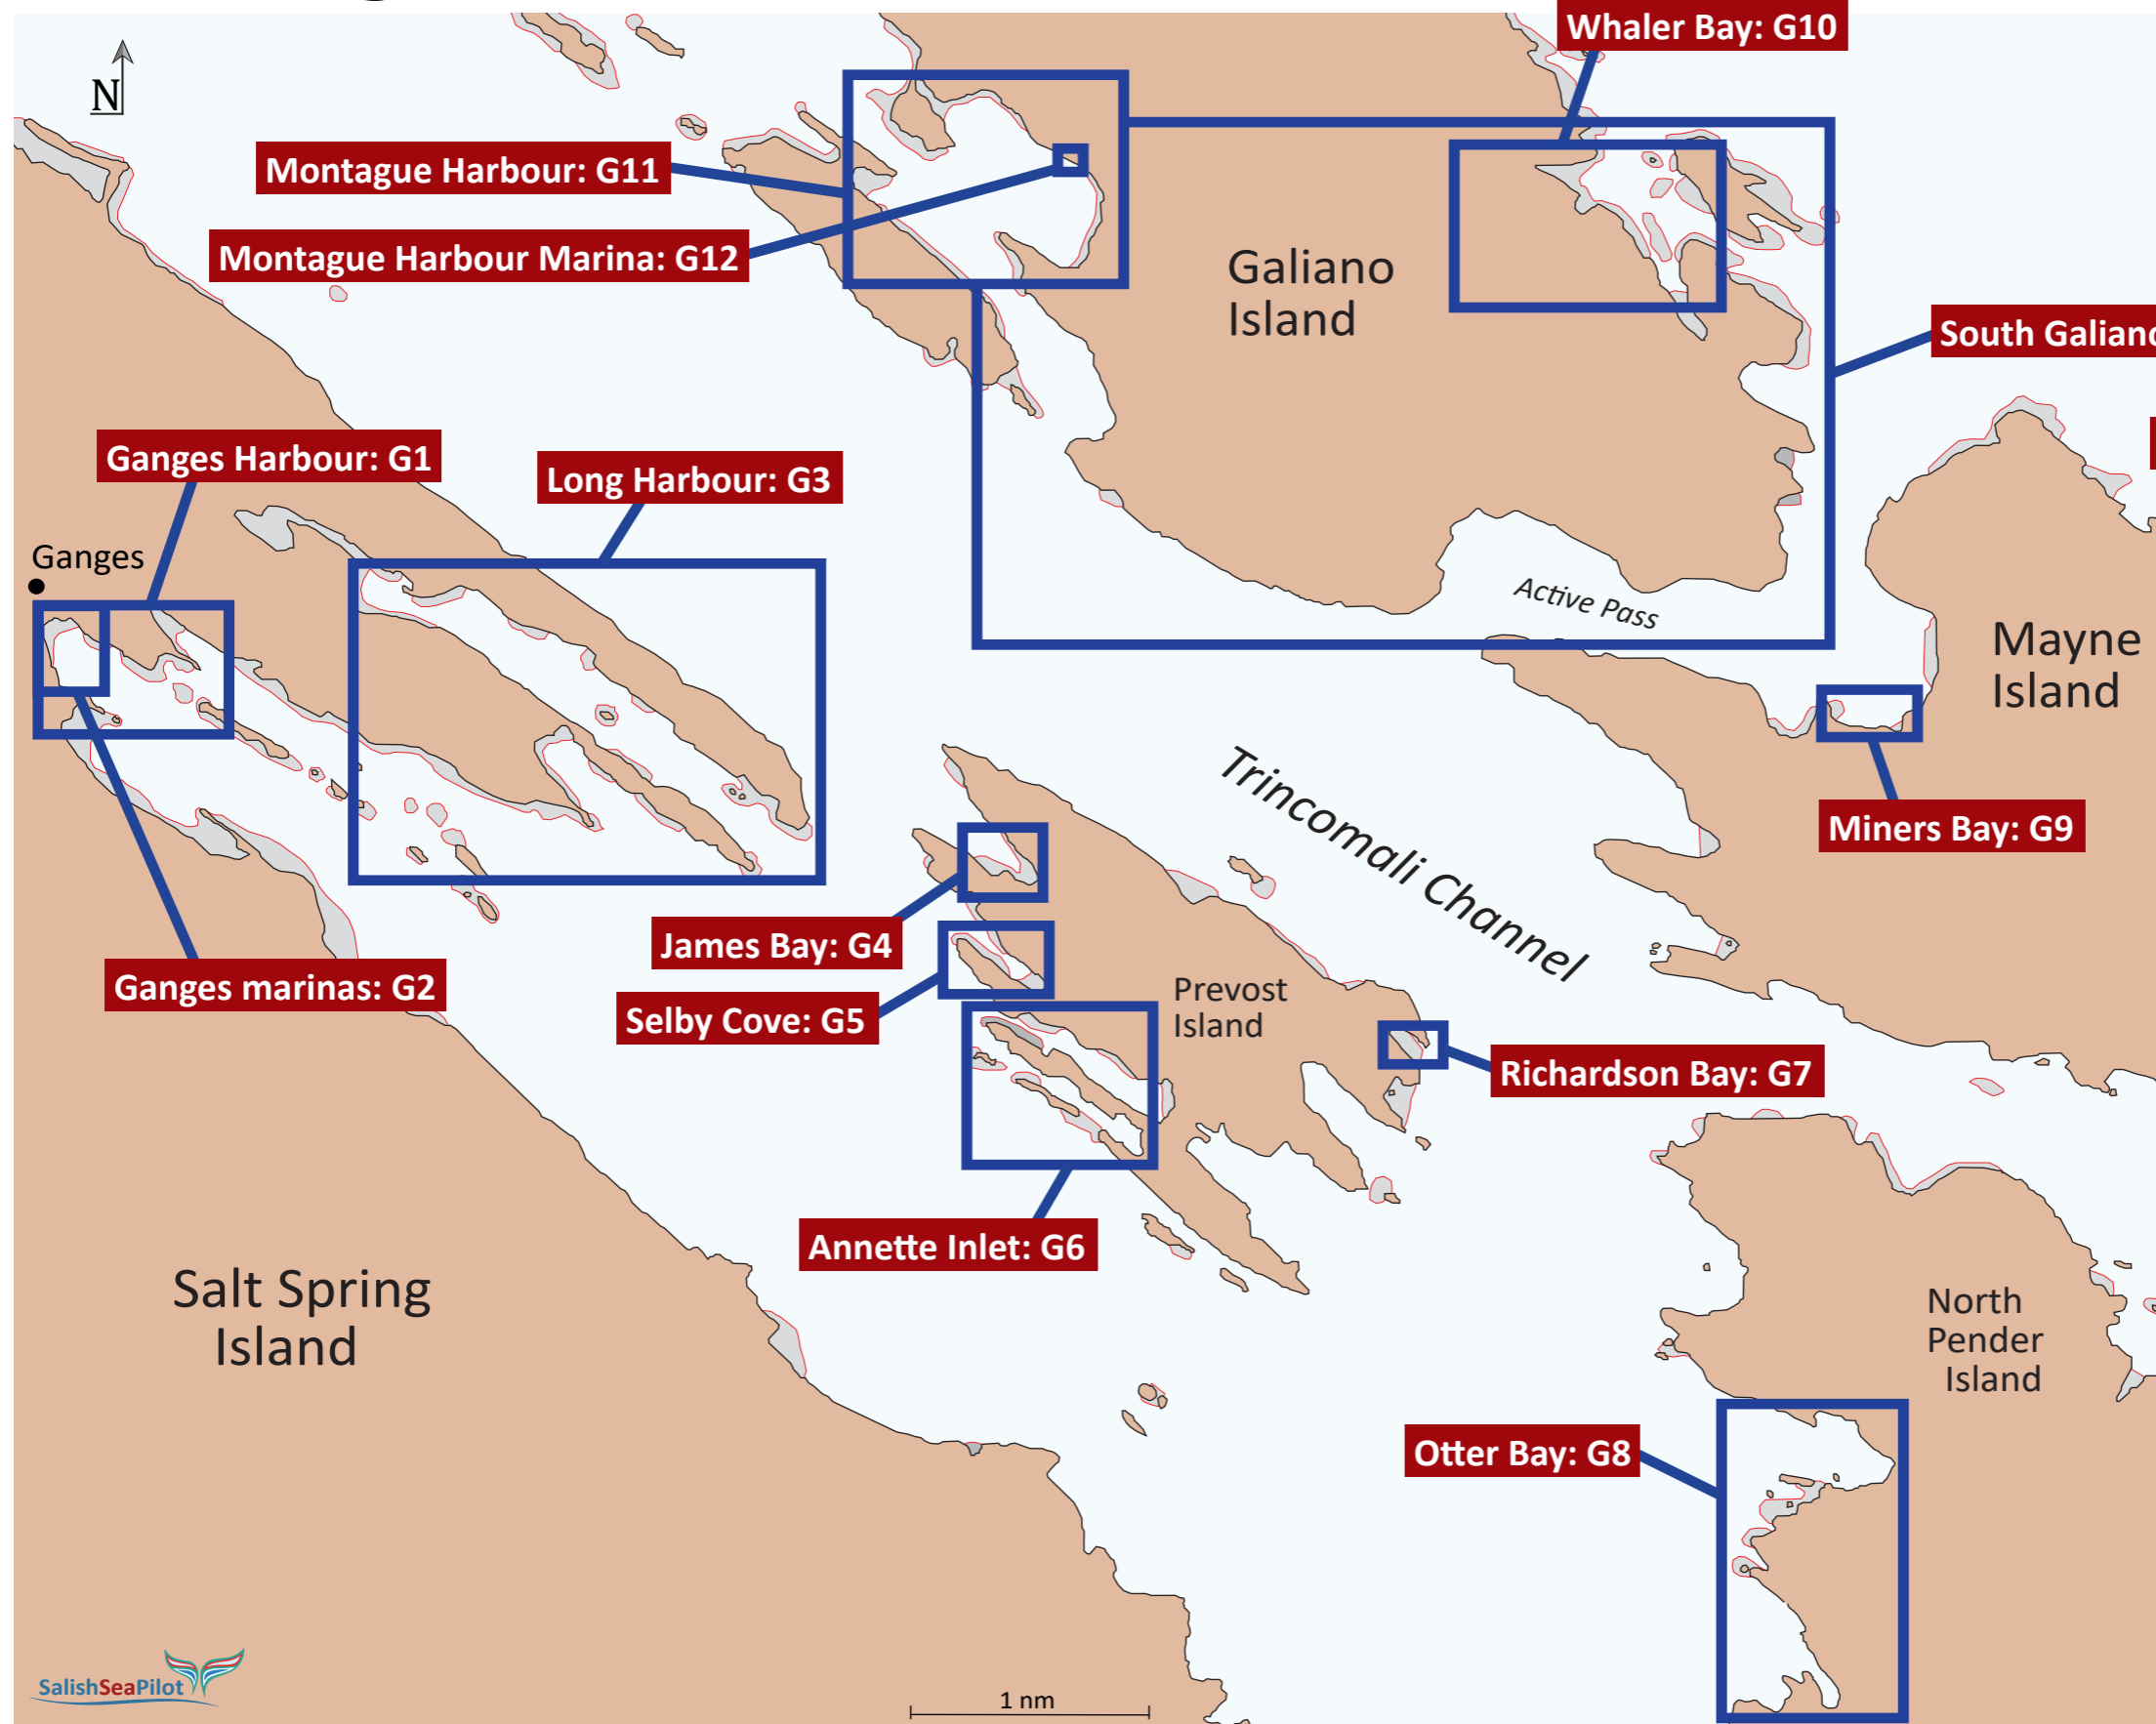 Whaler Bay: G10
N
Montague Harbour: G11
Montague Harbour Marina: G12
Galiano
Island
South Galiano
Ganges Harbour: G1
Long Harbour: G3
Ganges
Active Pass
Mayne
Island
Trincomali Channel
Miners Bay: G9
James Bay: G4
Ganges marinas: G2
Selby Cove: G5
Prevost
Island
Richardson Bay: G7
Annette Inlet: G6
Salt Spring
Island
North
Pender
Island
Otter Bay: G8
SalishSeaPilot
1 nm